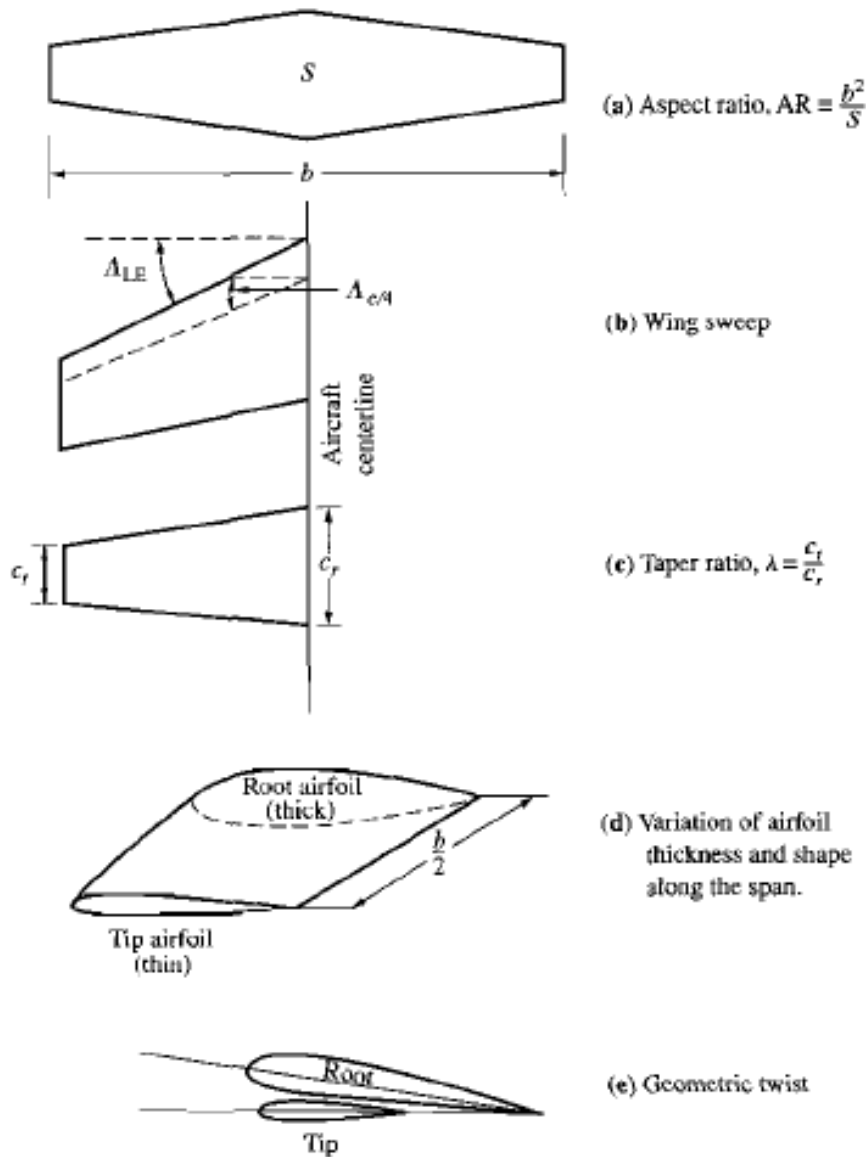 S
(a) Aspect ratio, AR ≡ b²/S
b
Λ_LE
Λ_c/4
(b) Wing sweep
Aircraft
centerline
c_t
c_r
(c) Taper ratio, λ = c_t/c_r
Root airfoil
(thick)
b/2
(d) Variation of airfoil
thickness and shape
along the span.
Tip airfoil
(thin)
Root
(e) Geometric twist
Tip